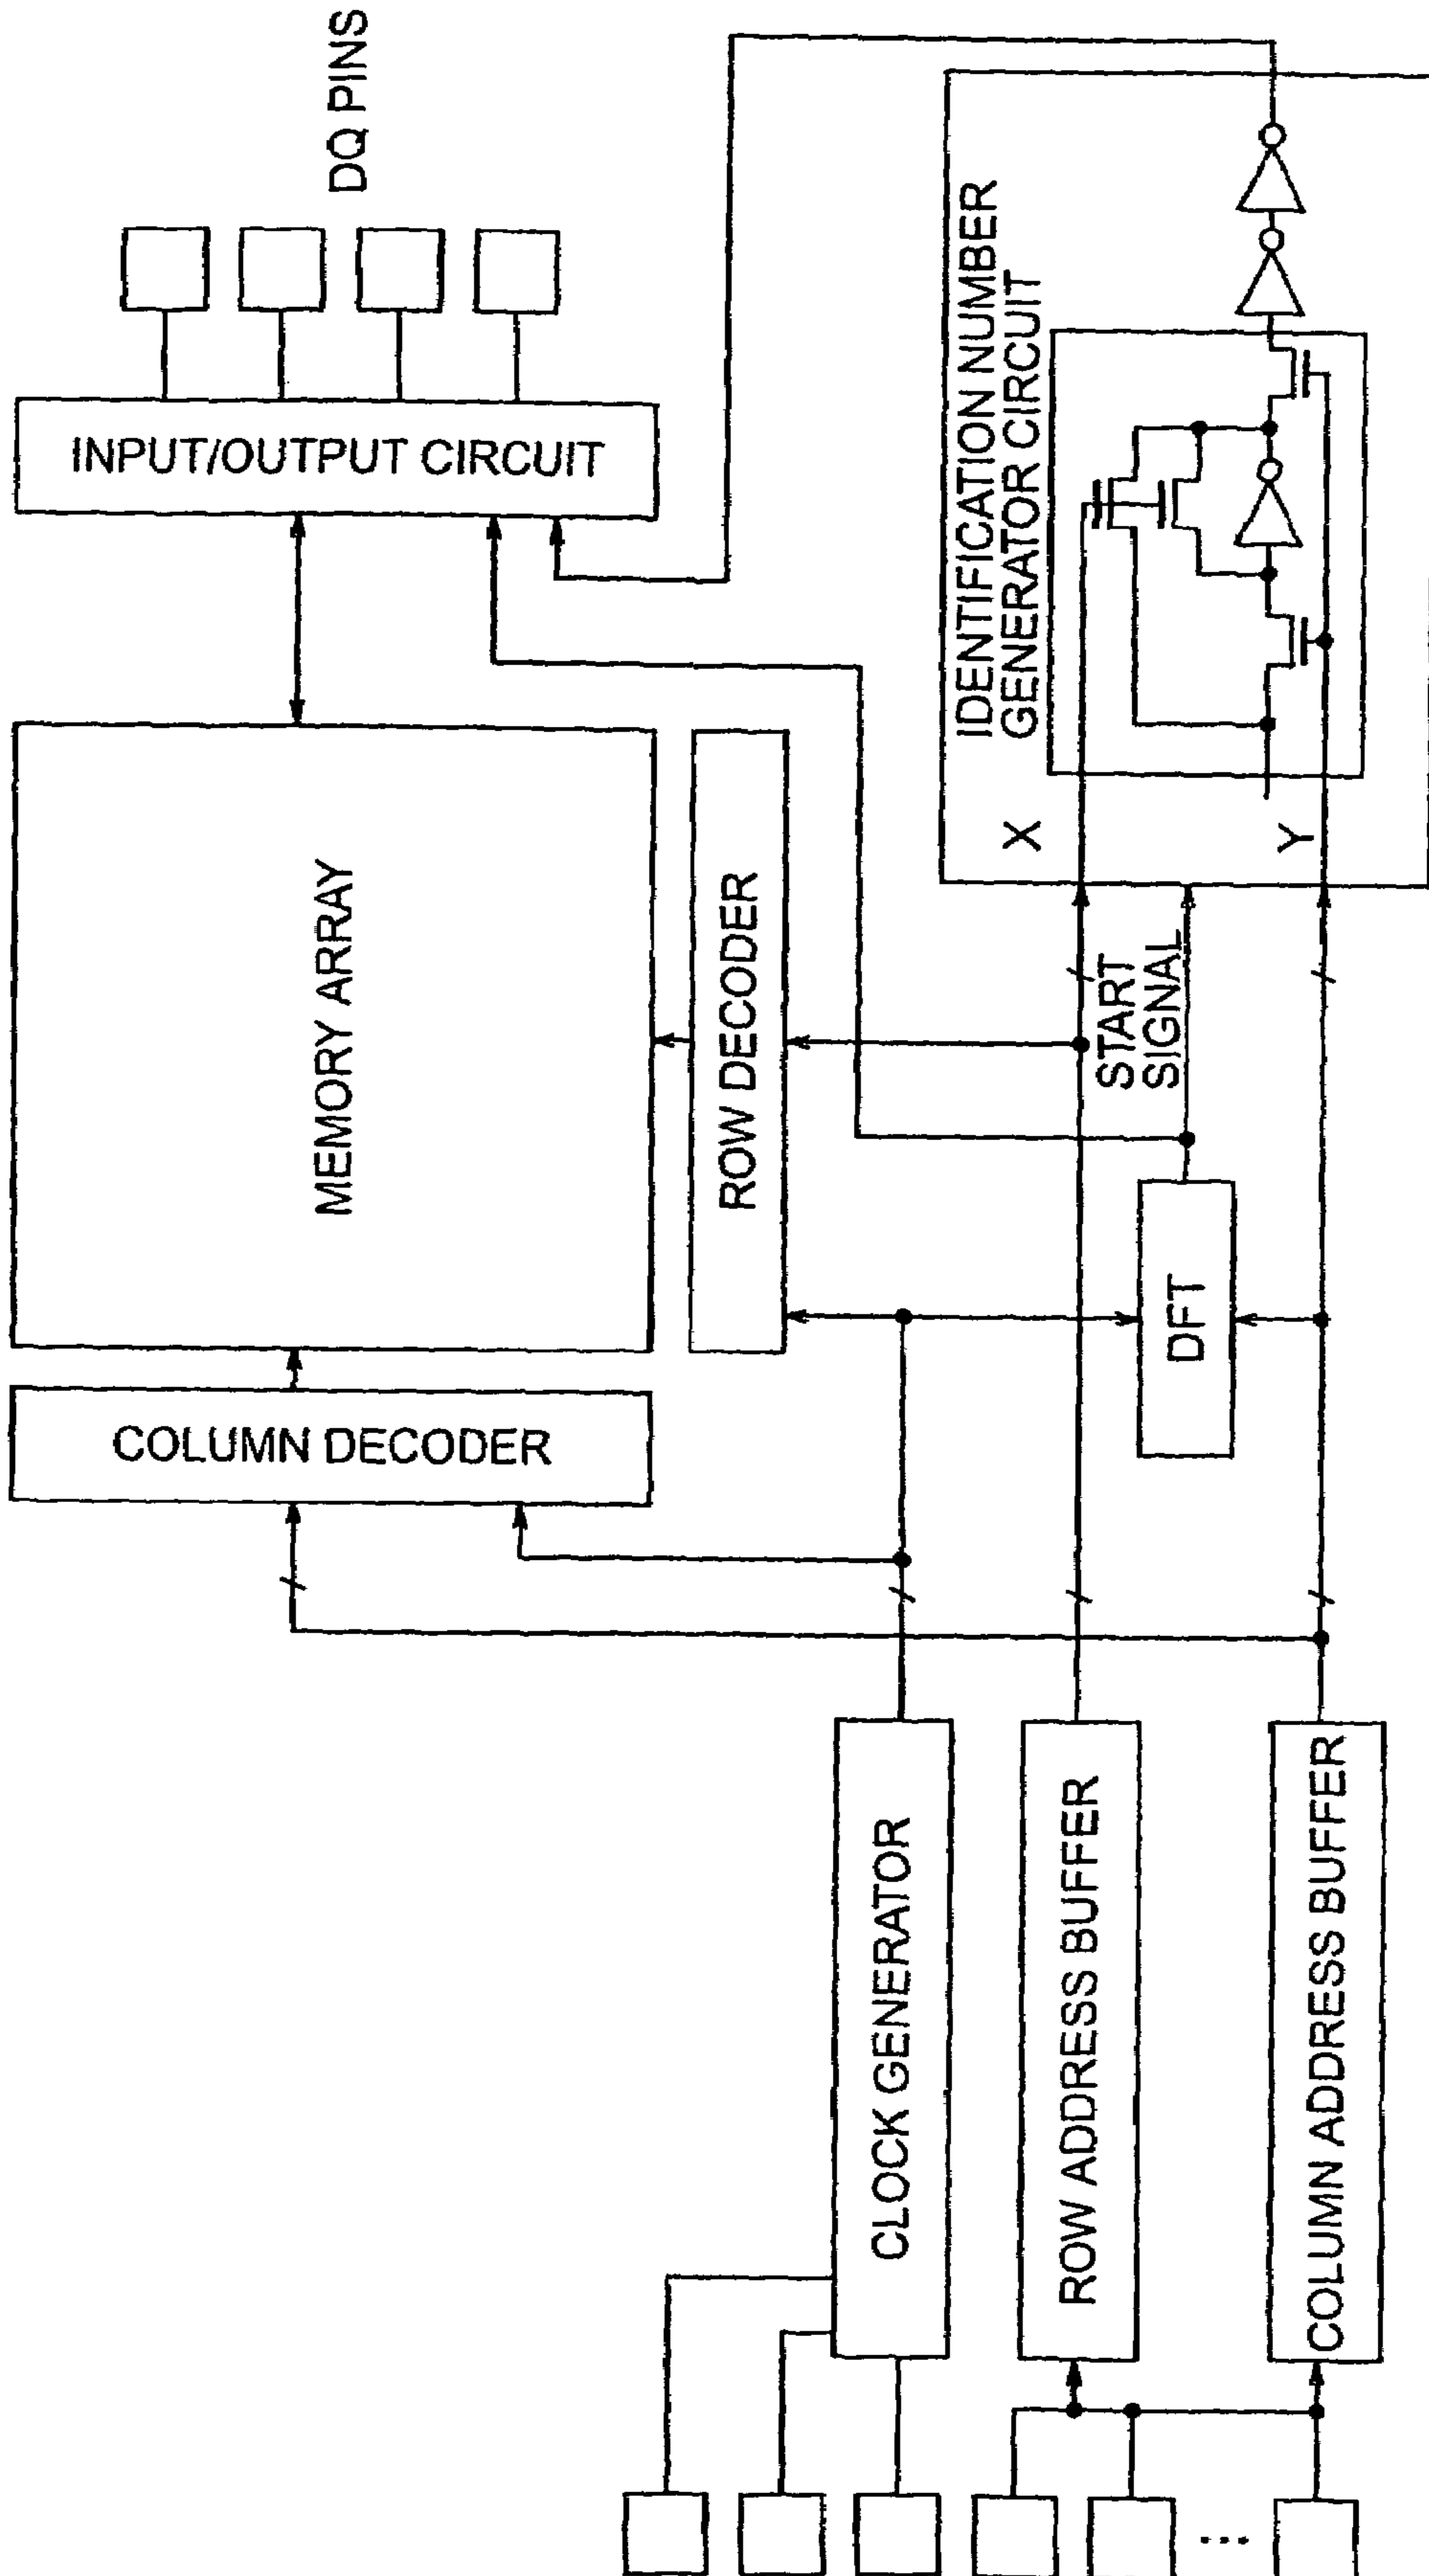 DQ PINS
INPUT/OUTPUT CIRCUIT
MEMORY ARRAY
COLUMN DECODER
ROW DECODER
IDENTIFICATION NUMBER
GENERATOR CIRCUIT
X
Y
START
SIGNAL
DFT
CLOCK GENERATOR
ROW ADDRESS BUFFER
COLUMN ADDRESS BUFFER
...